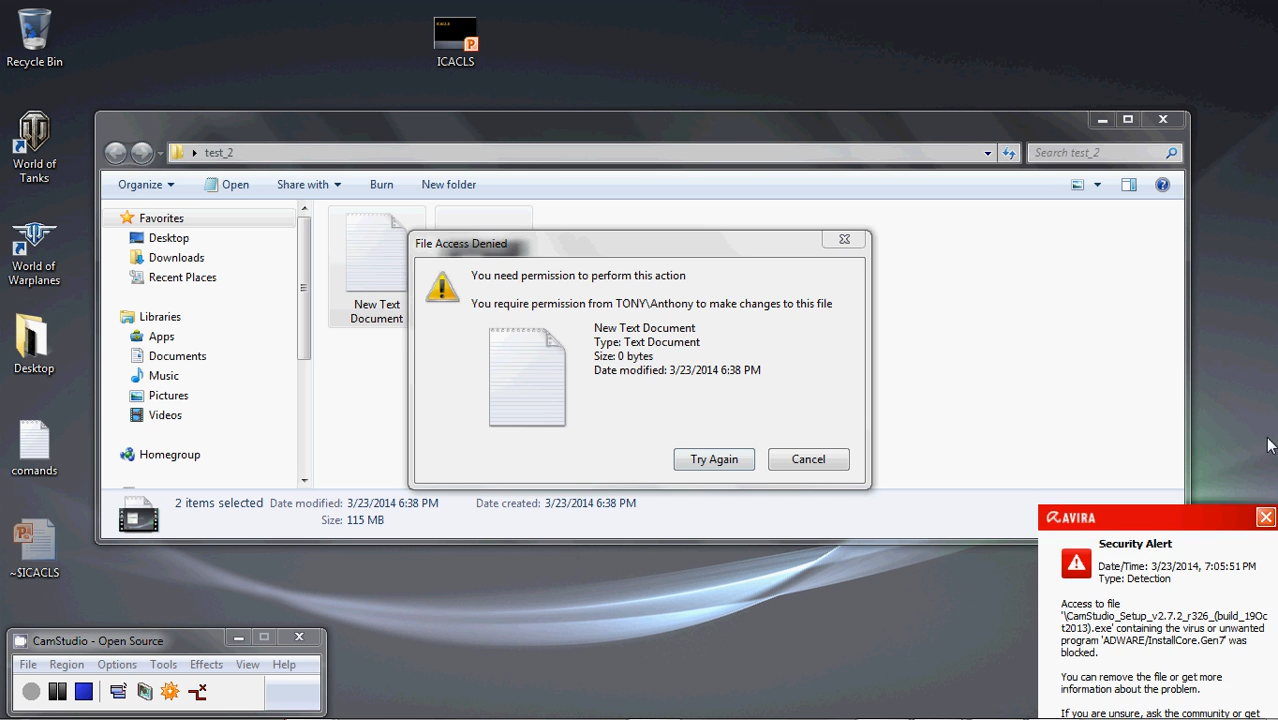 Recycle Bin
ICACLS
World of
Tanks
World of
Warplanes
Desktop
comands
~$ICACLS
test_2
Search test_2
Organize
Open
Share with
Burn
New folder
Favorites
Desktop
Downloads
Recent Places
Libraries
Apps
Documents
Music
Pictures
Videos
Homegroup
New Text
Document
File Access Denied
You need permission to perform this action
You require permission from TONY\Anthony to make changes to this file
New Text Document
Type: Text Document
Size: 0 bytes
Date modified: 3/23/2014 6:38 PM
Try Again
Cancel
2 items selected
Date modified: 3/23/2014 6:38 PM
Date created: 3/23/2014 6:38 PM
Size: 115 MB
CamStudio - Open Source
File
Region
Options
Tools
Effects
View
Help
AVIRA
Security Alert
Date/Time: 3/23/2014, 7:05:51 PM
Type: Detection
Access to file
'\CamStudio_Setup_v2.7.2_r326_(build_19Oc
t2013).exe' containing the virus or unwanted
program 'ADWARE/InstallCore.Gen7' was
blocked.
You can remove the file or get more
information about the problem.
If you are unsure, ask the community or get